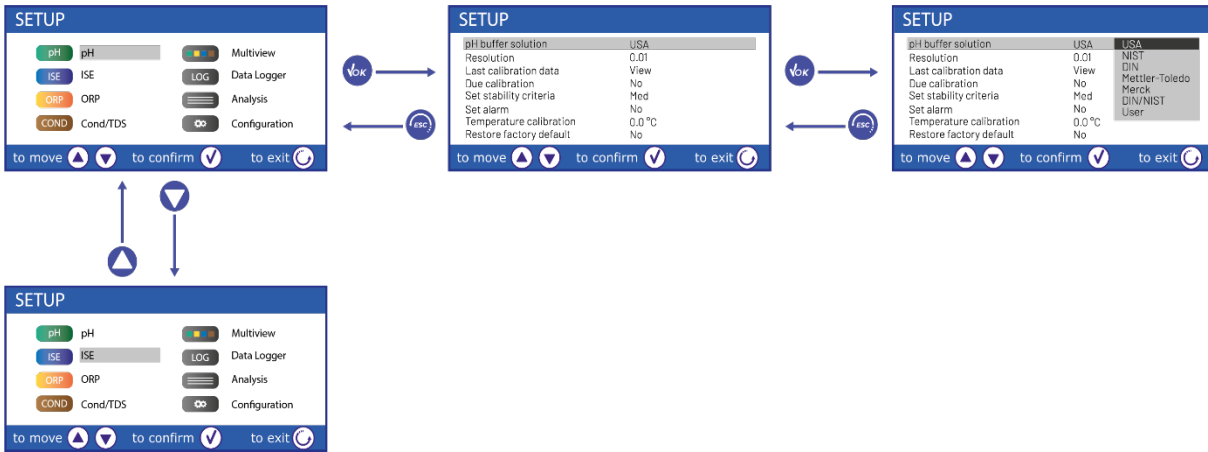 SETUP
pH pH Multiview
ISE ISE LOG Data Logger
ORP ORP Analysis
COND Cond/TDS Configuration
to move to confirm to exit
OK
ESC
SETUP
pH buffer solution USA
Resolution 0.01
Last calibration data View
Due calibration No
Set stability criteria Med
Set alarm No
Temperature calibration 0.0 °C
Restore factory default No
to move to confirm to exit
OK
ESC
SETUP
pH buffer solution USA USA
Resolution 0.01 NIST
Last calibration data View DIN
Due calibration No Mettler-Toledo
Set stability criteria Med Merck
Set alarm No DIN/NIST
Temperature calibration 0.0 °C User
Restore factory default No
to move to confirm to exit
SETUP
pH pH Multiview
ISE ISE LOG Data Logger
ORP ORP Analysis
COND Cond/TDS Configuration
to move to confirm to exit